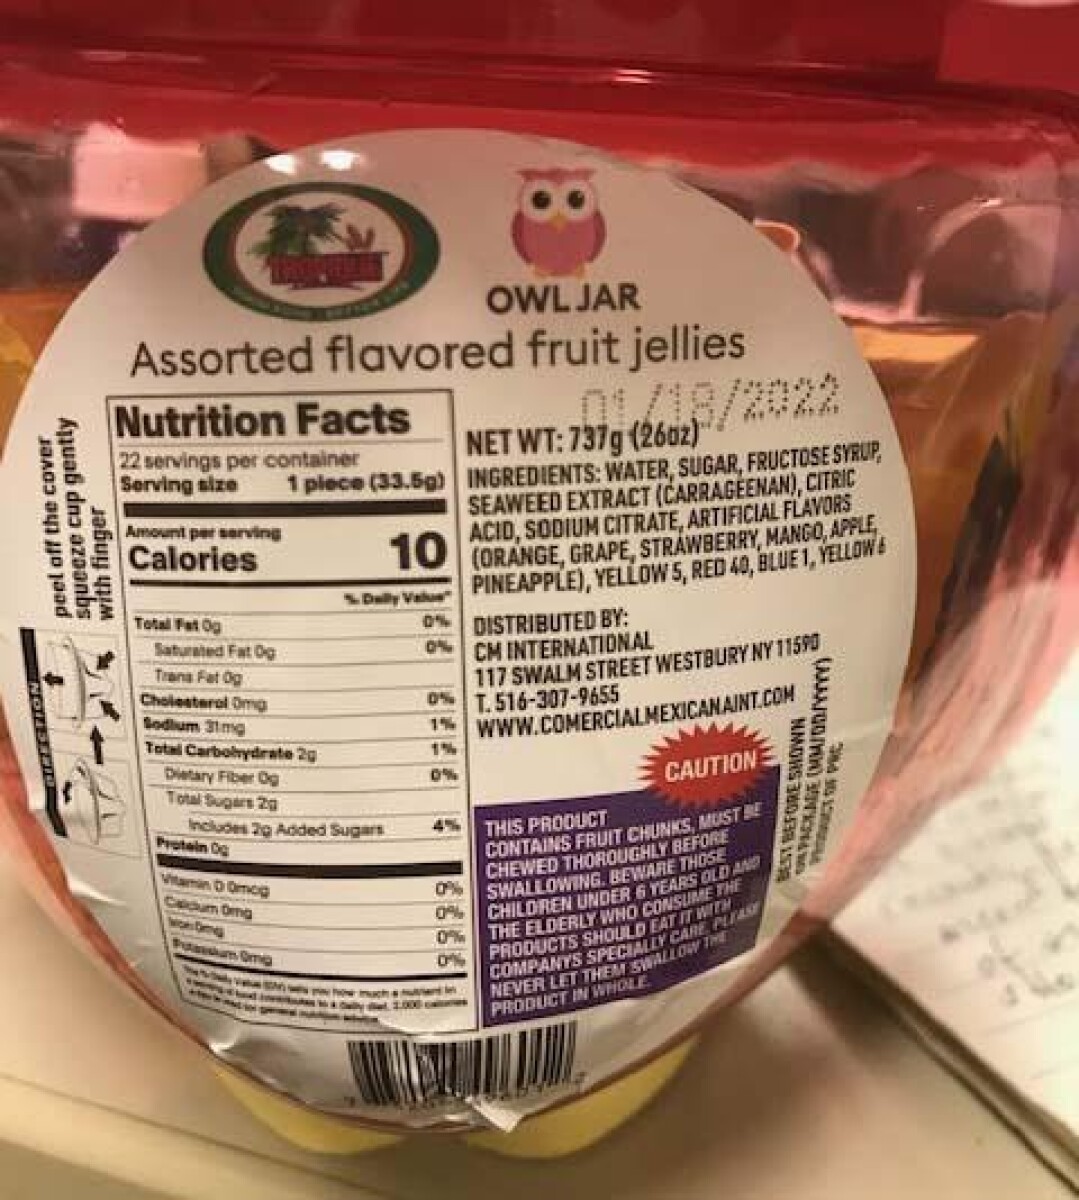 OWL JAR
Assorted flavored fruit jellies
01/18/2022
peel off the cover
squeeze cup gently
with finger
DIRECTION
Nutrition Facts
22 servings per container
Serving size 1 piece (33.5g)
Amount per serving
Calories 10
% Daily Value*
Total Fat 0g 0%
Saturated Fat 0g 0%
Trans Fat 0g
Cholesterol 0mg 0%
Sodium 31mg 1%
Total Carbohydrate 2g 1%
Dietary Fiber 0g 0%
Total Sugars 2g
Includes 2g Added Sugars 4%
Protein 0g
Vitamin D 0mcg 0%
Calcium 0mg 0%
Iron 0mg 0%
Potassium 0mg 0%
NET WT: 737g (26oz)
INGREDIENTS: WATER, SUGAR, FRUCTOSE SYRUP,
SEAWEED EXTRACT (CARRAGEENAN), CITRIC
ACID, SODIUM CITRATE, ARTIFICIAL FLAVORS
(ORANGE, GRAPE, STRAWBERRY, MANGO, APPLE,
PINEAPPLE), YELLOW 5, RED 40, BLUE 1, YELLOW 6
DISTRIBUTED BY:
CM INTERNATIONAL
117 SWALM STREET WESTBURY NY 11590
T. 516-307-9655
WWW.COMERCIALMEXICANAINT.COM
CAUTION
THIS PRODUCT
CONTAINS FRUIT CHUNKS, MUST BE
CHEWED THOROUGHLY BEFORE
SWALLOWING. BEWARE THOSE
CHILDREN UNDER 6 YEARS OLD AND
THE ELDERLY WHO CONSUME THE
PRODUCTS SHOULD EAT IT WITH
COMPANYS SPECIALLY CARE, PLEASE
NEVER LET THEM SWALLOW THE
PRODUCT IN WHOLE.
BEST BEFORE SHOWN
ON PACKAGE (MM/DD/YYYY)
PRODUCT OF PRC